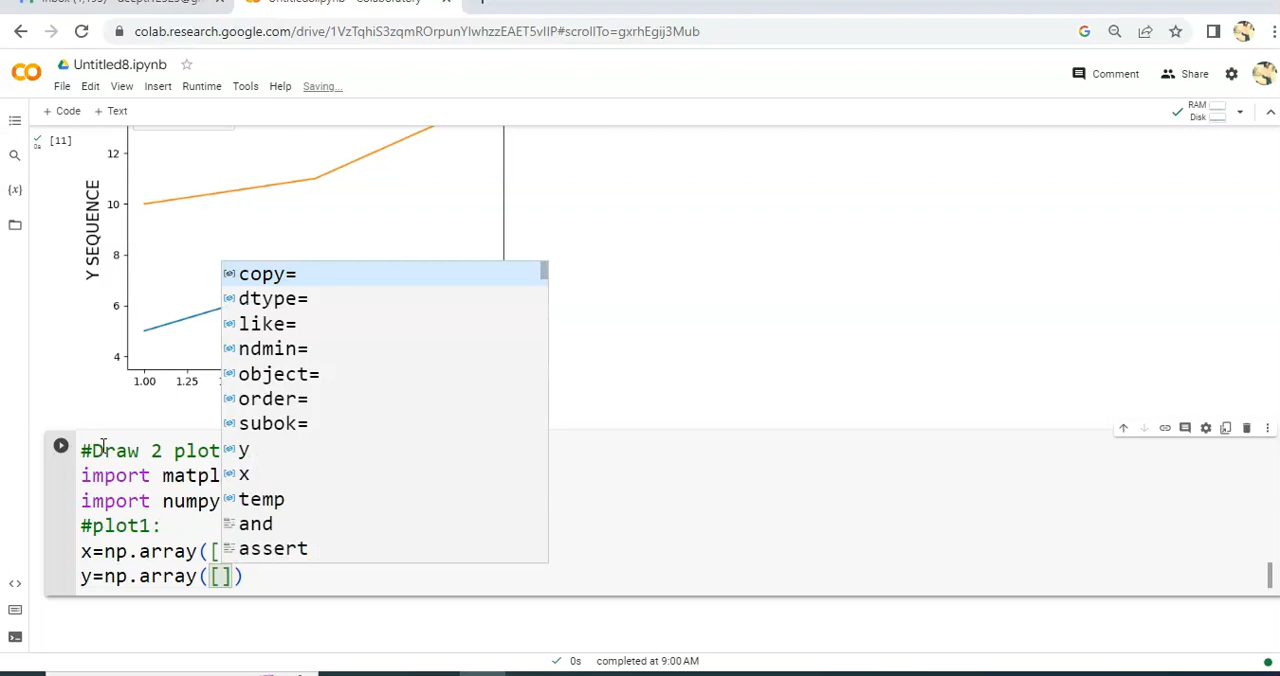 colab.research.google.com/drive/1VzTqhiS3zqmROrpunYlwhzzEAET5vIIP#scrollTo=gxrhEgij3Mub
CO
Untitled8.ipynb
File Edit View Insert Runtime Tools Help Saving...
Comment
Share
+ Code + Text
RAM
Disk
{x}
[11]
0s
12
10
8
6
4
Y SEQUENCE
1.00 1.25
copy=
dtype=
like=
ndmin=
object=
order=
subok=
y
x
temp
and
assert
#Draw 2 plot
import matpl
import numpy
#plot1:
x=np.array([
y=np.array([])
0s completed at 9:00 AM